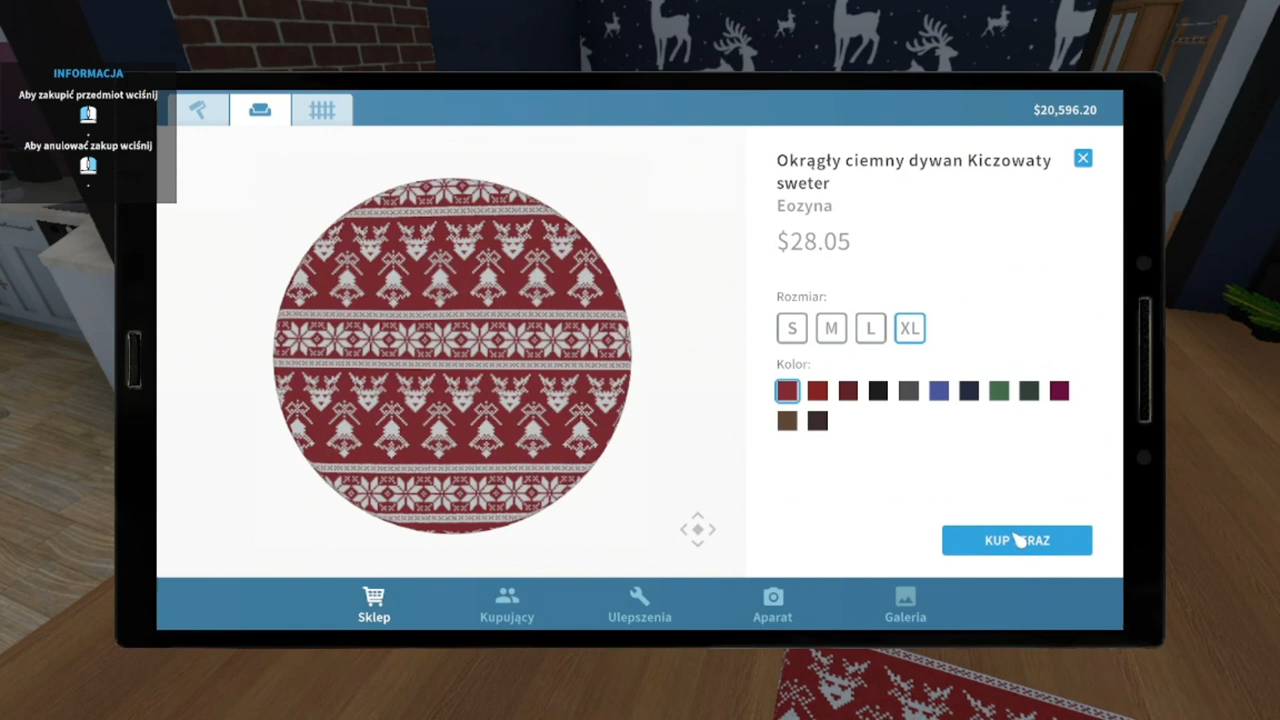 INFORMACJA
Aby zakupić przedmiot wciśnij
.
Aby anulować zakup wciśnij
.
$20,596.20
Okrągły ciemny dywan Kiczowaty
sweter
Eozyna
$28.05
Rozmiar:
S M L XL
Kolor:
KUP RAZ
Sklep Kupujący Ulepszenia Aparat Galeria